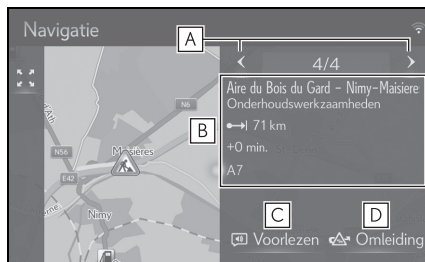 Navigatie
A
4/4
Aire du Bois du Gard – Nimy-Maisiere
Onderhoudswerkzaamheden
B
71 km
+0 min.
A7
N6
N56
Maisières
E42
Nimy
C
D
Voorlezen
Omleiding